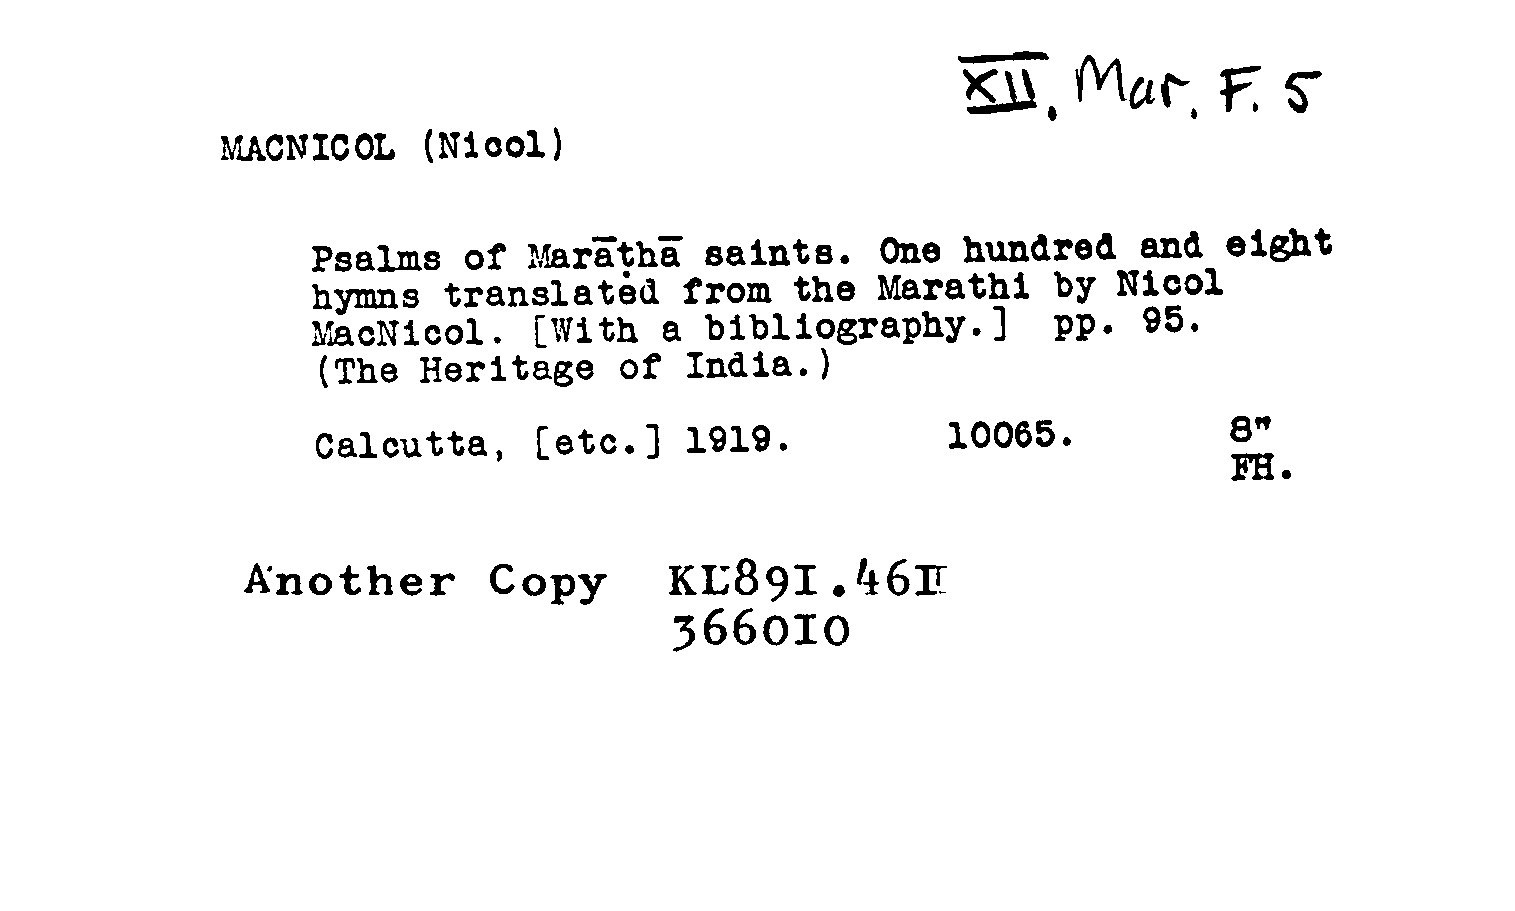 XII, Mar. F. 5
MACNICOL (Nicol)
Psalms of Marāṭhā saints. One hundred and eight
hymns translated from the Marathi by Nicol
MacNicol. [With a bibliography.] pp. 95.
(The Heritage of India.)
Calcutta, [etc.] 1919. 10065. 8"
FH.
Another Copy KL891.46I
366010